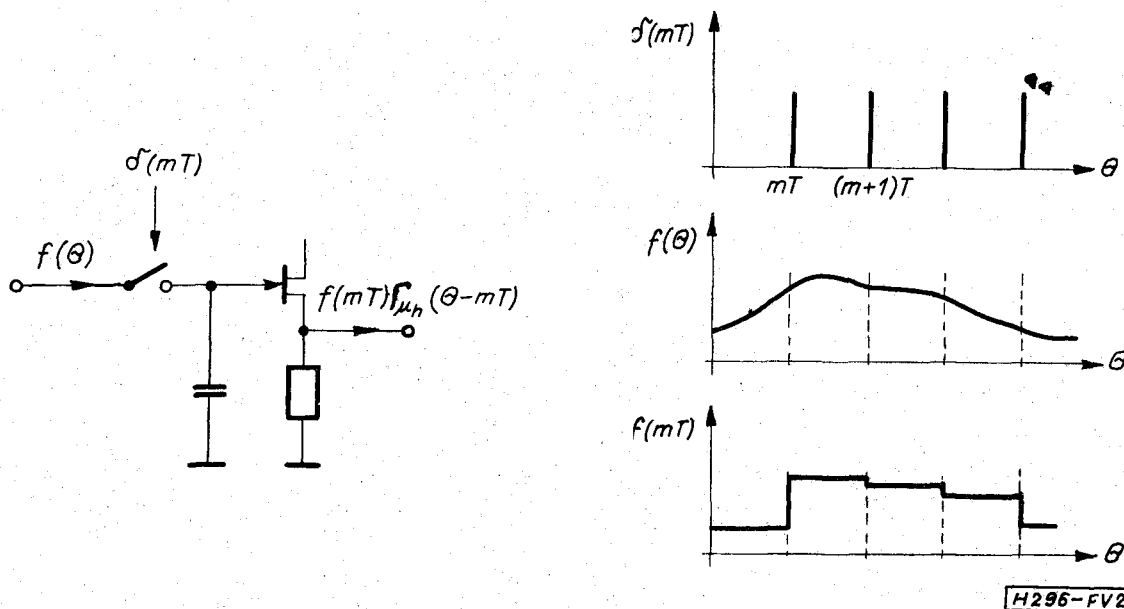 δ(mT)
f(Θ)
f(mT)Γμh(Θ-mT)
δ(mT)
mT
(m+1)T
Θ
f(Θ)
Θ
f(mT)
Θ
H296-FV2